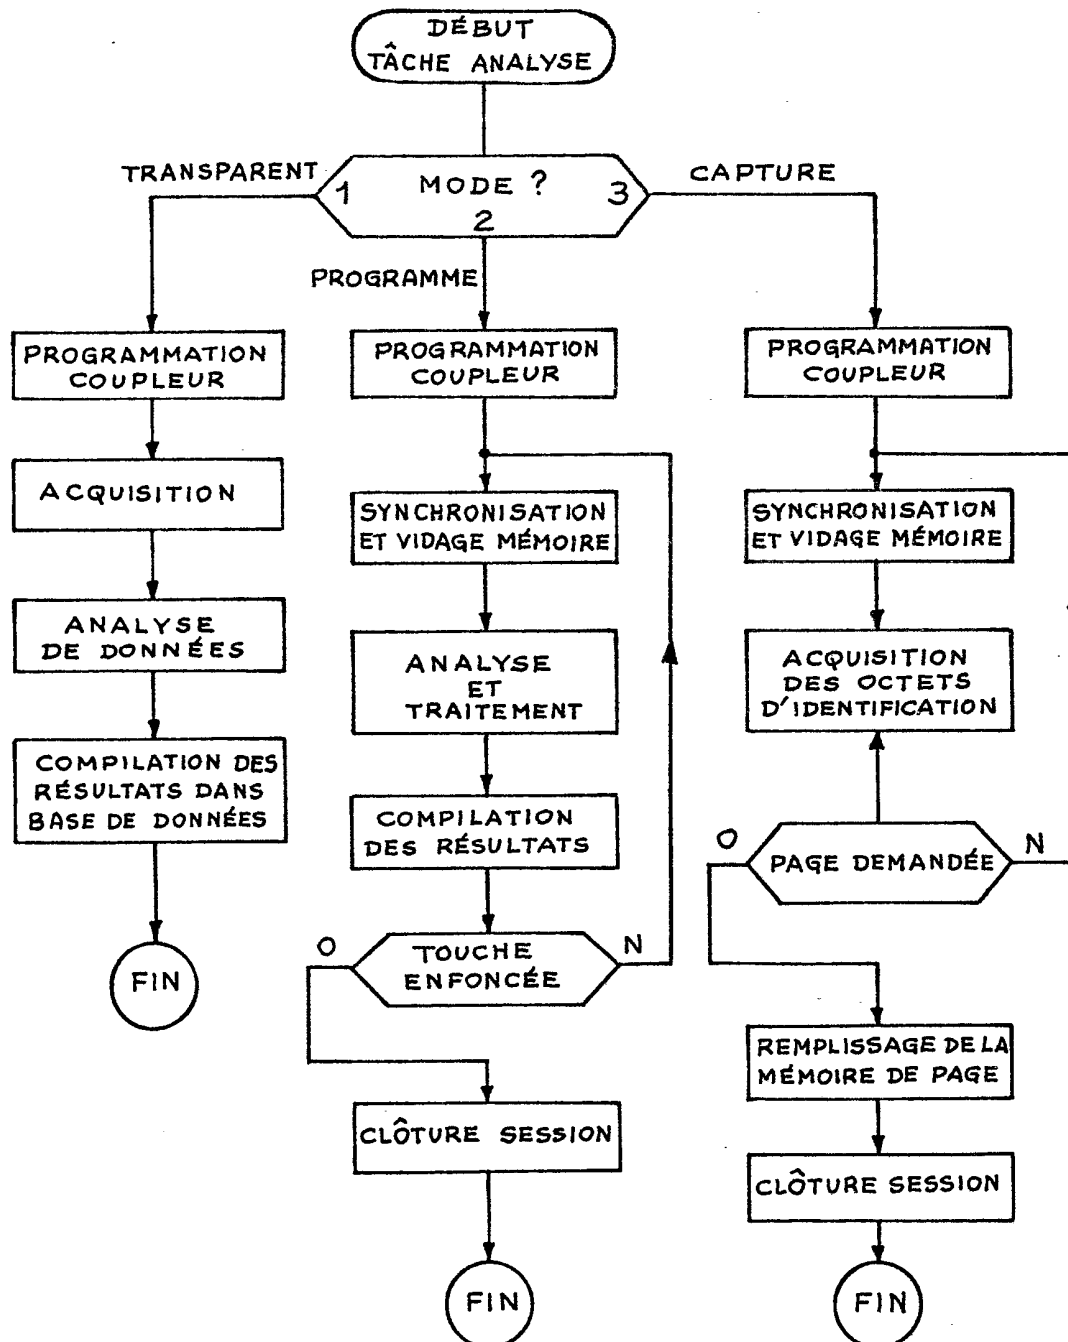 DÉBUT
TÂCHE ANALYSE
TRANSPARENT
1
MODE ?
2
3
CAPTURE
PROGRAMME
PROGRAMMATION
COUPLEUR
ACQUISITION
ANALYSE
DE DONNÉES
COMPILATION DES
RÉSULTATS DANS
BASE DE DONNÉES
FIN
PROGRAMMATION
COUPLEUR
SYNCHRONISATION
ET VIDAGE MÉMOIRE
ANALYSE
ET
TRAITEMENT
COMPILATION
DES RÉSULTATS
O
TOUCHE
ENFONCÉE
N
CLÔTURE SESSION
FIN
PROGRAMMATION
COUPLEUR
SYNCHRONISATION
ET VIDAGE MÉMOIRE
ACQUISITION
DES OCTETS
D'IDENTIFICATION
O
PAGE DEMANDÉE
N
REMPLISSAGE DE LA
MÉMOIRE DE PAGE
CLÔTURE SESSION
FIN